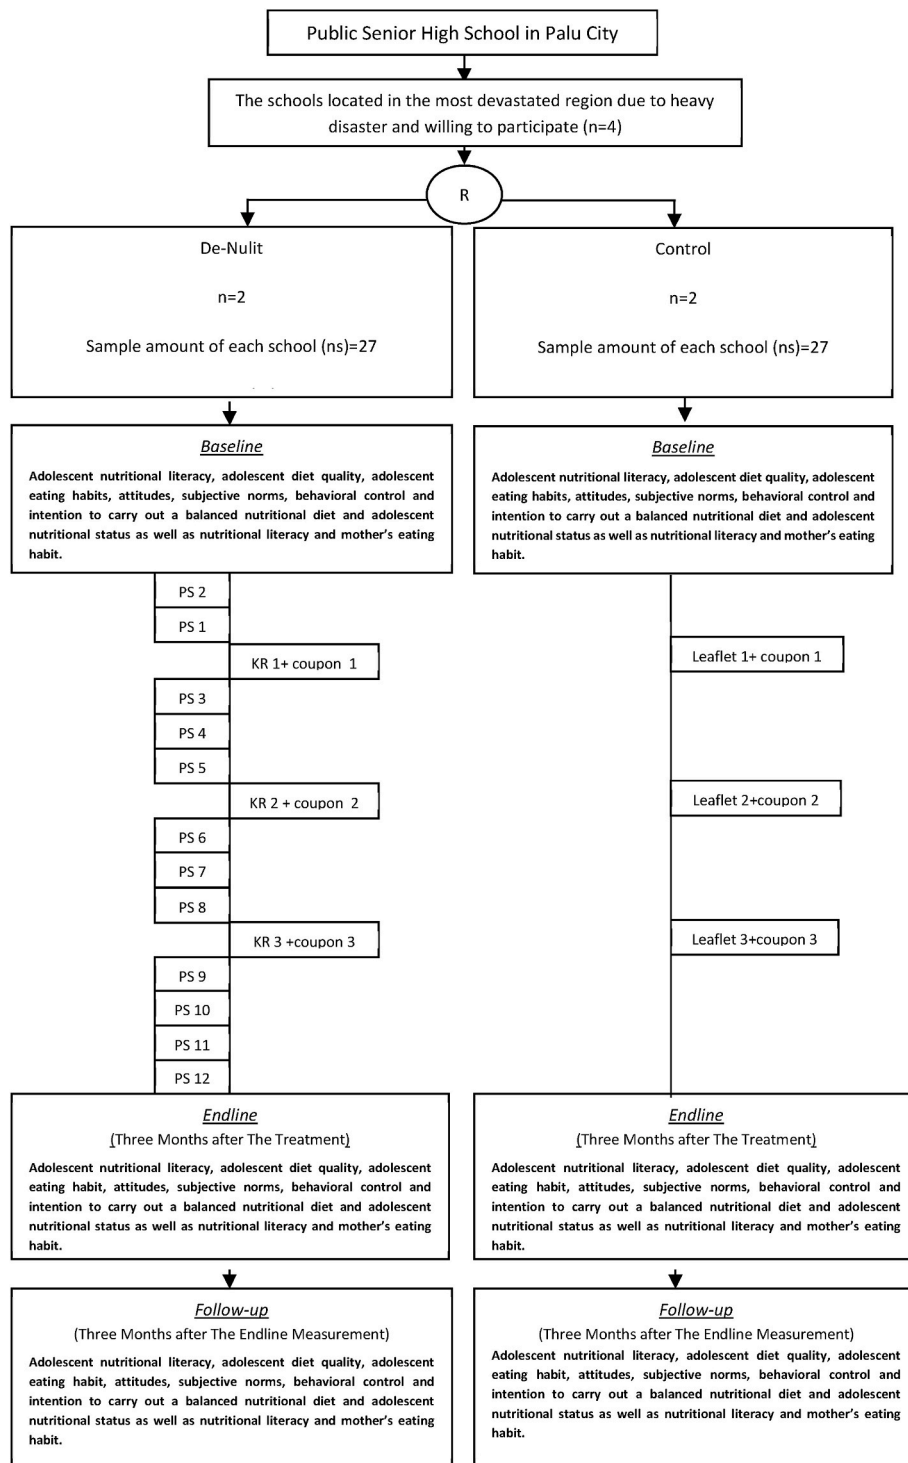 Public Senior High School in Palu City
The schools located in the most devastated region due to heavy
disaster and willing to participate (n=4)
R
De-Nulit
n=2
Sample amount of each school (ns)=27
Control
n=2
Sample amount of each school (ns)=27
Baseline
Adolescent nutritional literacy, adolescent diet quality, adolescent
eating habits, attitudes, subjective norms, behavioral control and
intention to carry out a balanced nutritional diet and adolescent
nutritional status as well as nutritional literacy and mother's eating
habit.
Baseline
Adolescent nutritional literacy, adolescent diet quality, adolescent
eating habits, attitudes, subjective norms, behavioral control and
intention to carry out a balanced nutritional diet and adolescent
nutritional status as well as nutritional literacy and mother's eating
habit.
PS 2
PS 1
KR 1+ coupon 1
PS 3
PS 4
PS 5
KR 2 + coupon 2
PS 6
PS 7
PS 8
KR 3 +coupon 3
PS 9
PS 10
PS 11
PS 12
Leaflet 1+ coupon 1
Leaflet 2+coupon 2
Leaflet 3+coupon 3
Endline
(Three Months after The Treatment)
Adolescent nutritional literacy, adolescent diet quality, adolescent
eating habit, attitudes, subjective norms, behavioral control and
intention to carry out a balanced nutritional diet and adolescent
nutritional status as well as nutritional literacy and mother's eating
habit.
Endline
(Three Months after The Treatment)
Adolescent nutritional literacy, adolescent diet quality, adolescent
eating habit, attitudes, subjective norms, behavioral control and
intention to carry out a balanced nutritional diet and adolescent
nutritional status as well as nutritional literacy and mother's eating
habit.
Follow-up
(Three Months after The Endline Measurement)
Adolescent nutritional literacy, adolescent diet quality, adolescent
eating habit, attitudes, subjective norms, behavioral control and
intention to carry out a balanced nutritional diet and adolescent
nutritional status as well as nutritional literacy and mother's eating
habit.
Follow-up
(Three Months after The Endline Measurement)
Adolescent nutritional literacy, adolescent diet quality, adolescent
eating habit, attitudes, subjective norms, behavioral control and
intention to carry out a balanced nutritional diet and adolescent
nutritional status as well as nutritional literacy and mother's eating
habit.